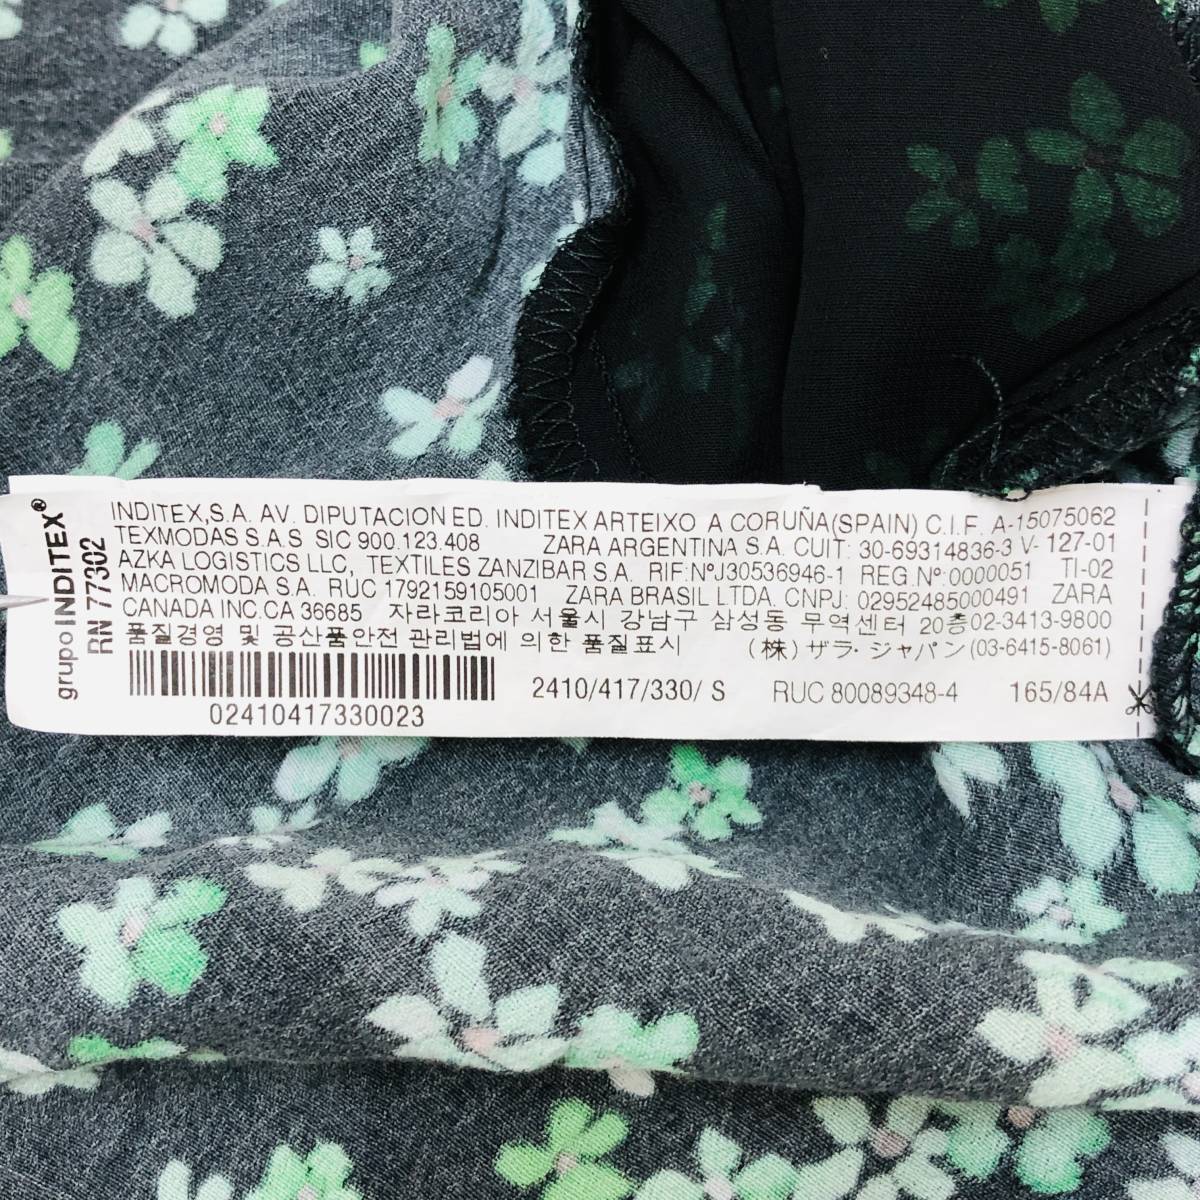 grupo INDITEX®
RN 77302
INDITEX,S.A. AV. DIPUTACION ED. INDITEX ARTEIXO A CORUÑA(SPAIN) C.I.F. A-15075062
TEXMODAS S.A.S SIC 900.123.408 ZARA ARGENTINA S.A. CUIT: 30-69314836-3 V- 127-01
AZKA LOGISTICS LLC, TEXTILES ZANZIBAR S.A. RIF:NºJ30536946-1 REG.Nº:0000051 TI-02
MACROMODA S.A. RUC 1792159105001 ZARA BRASIL LTDA, CNPJ: 02952485000491 ZARA
CANADA INC.CA 36685 자라코리아 서울시 강남구 삼성동 무역센터 20층02-3413-9800
품질경영 및 공산품안전 관리법에 의한 품질표시 (株)ザラ・ジャパン(03-6415-8061)
2410/417/330/ S RUC 80089348-4 165/84A
02410417330023